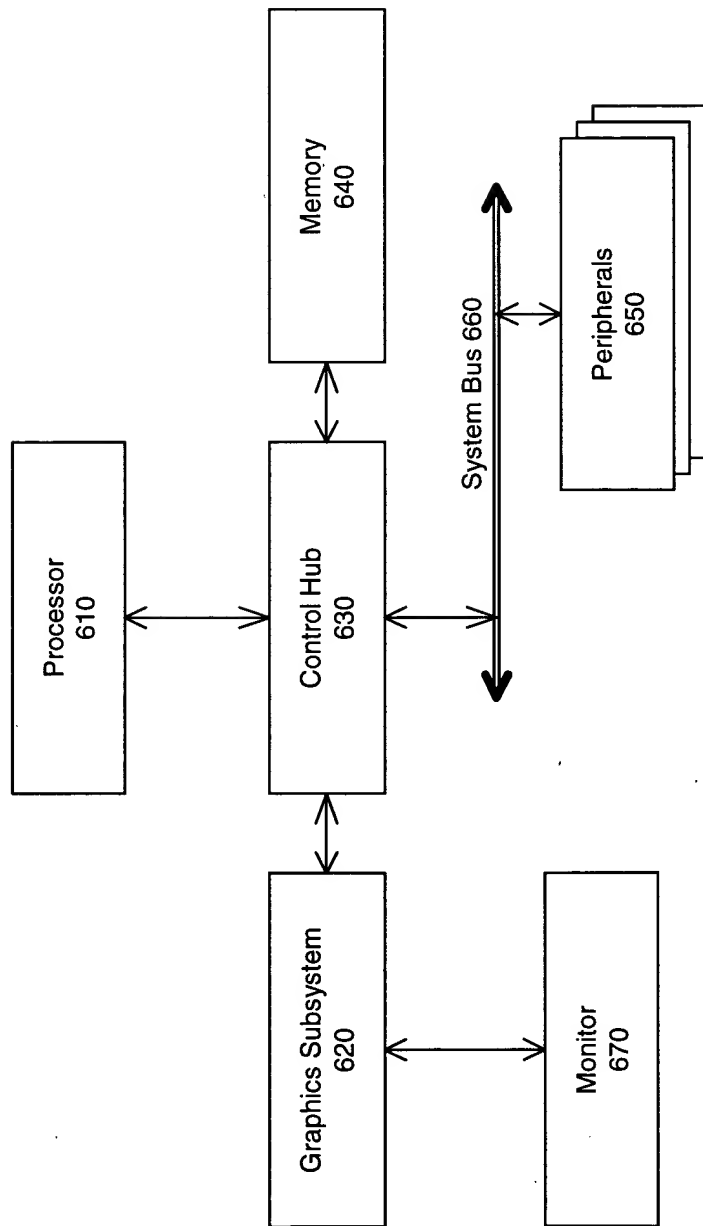 Processor
610
Graphics Subsystem
620
Control Hub
630
Memory
640
System Bus 660
Monitor
670
Peripherals
650